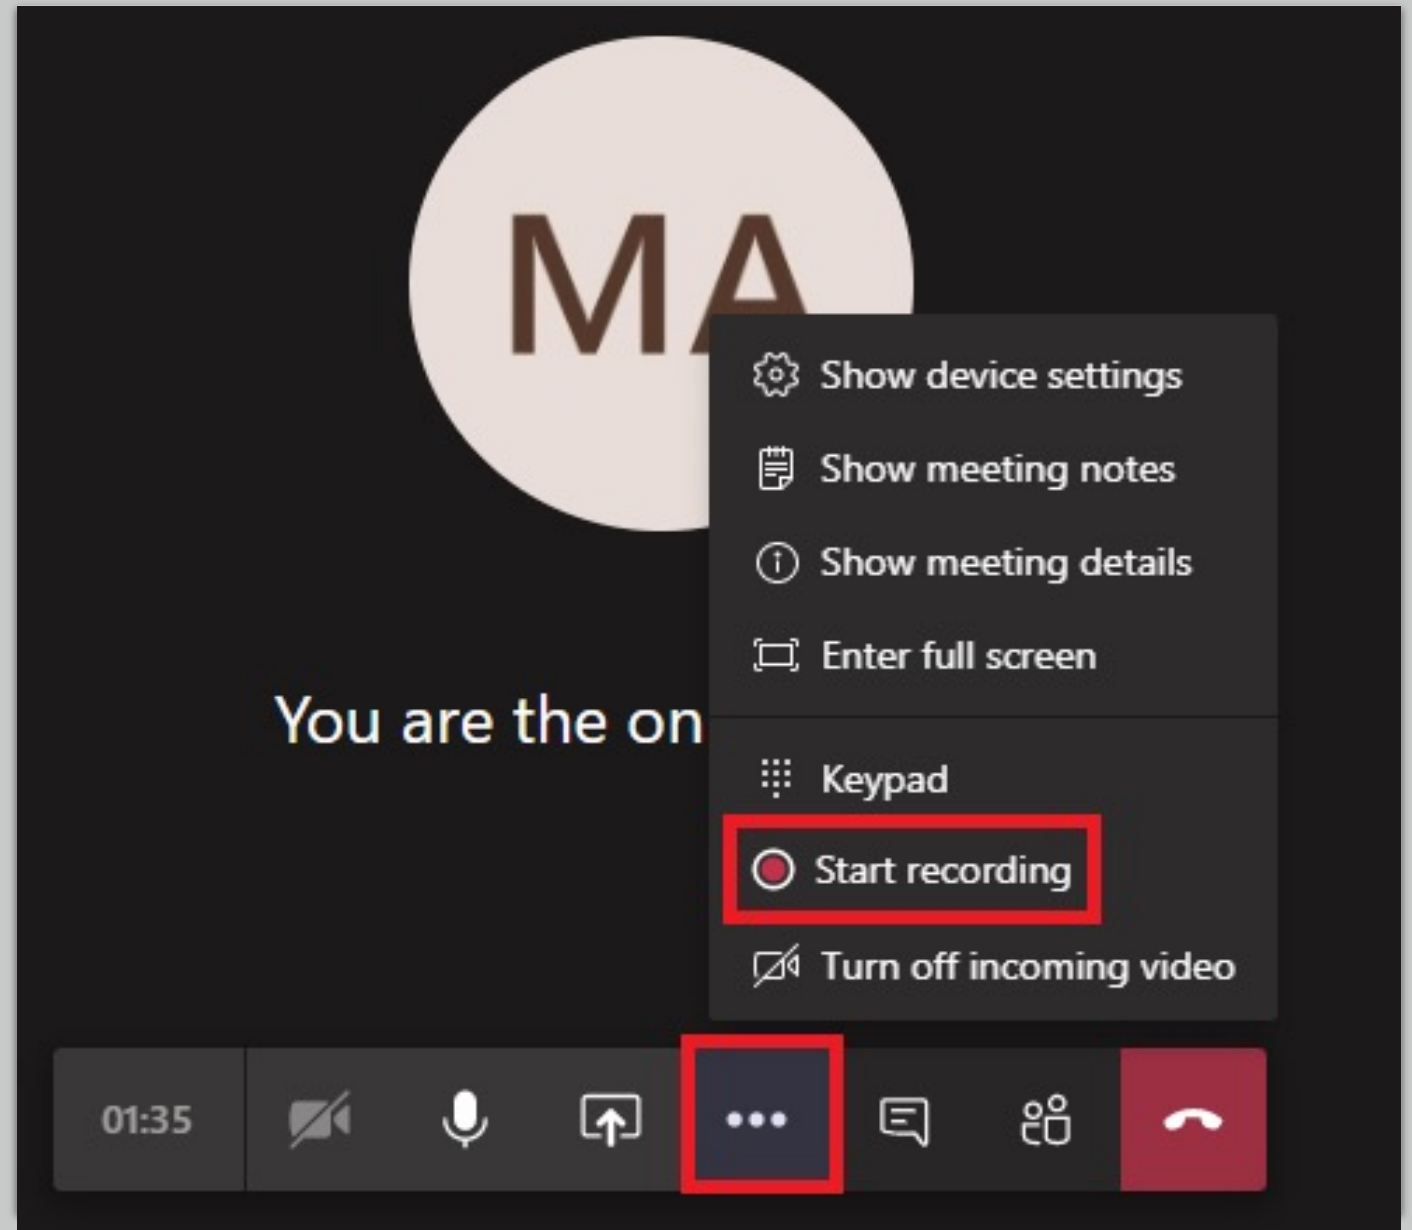 MA
Show device settings
Show meeting notes
Show meeting details
Enter full screen
You are the on
Keypad
Start recording
Turn off incoming video
01:35